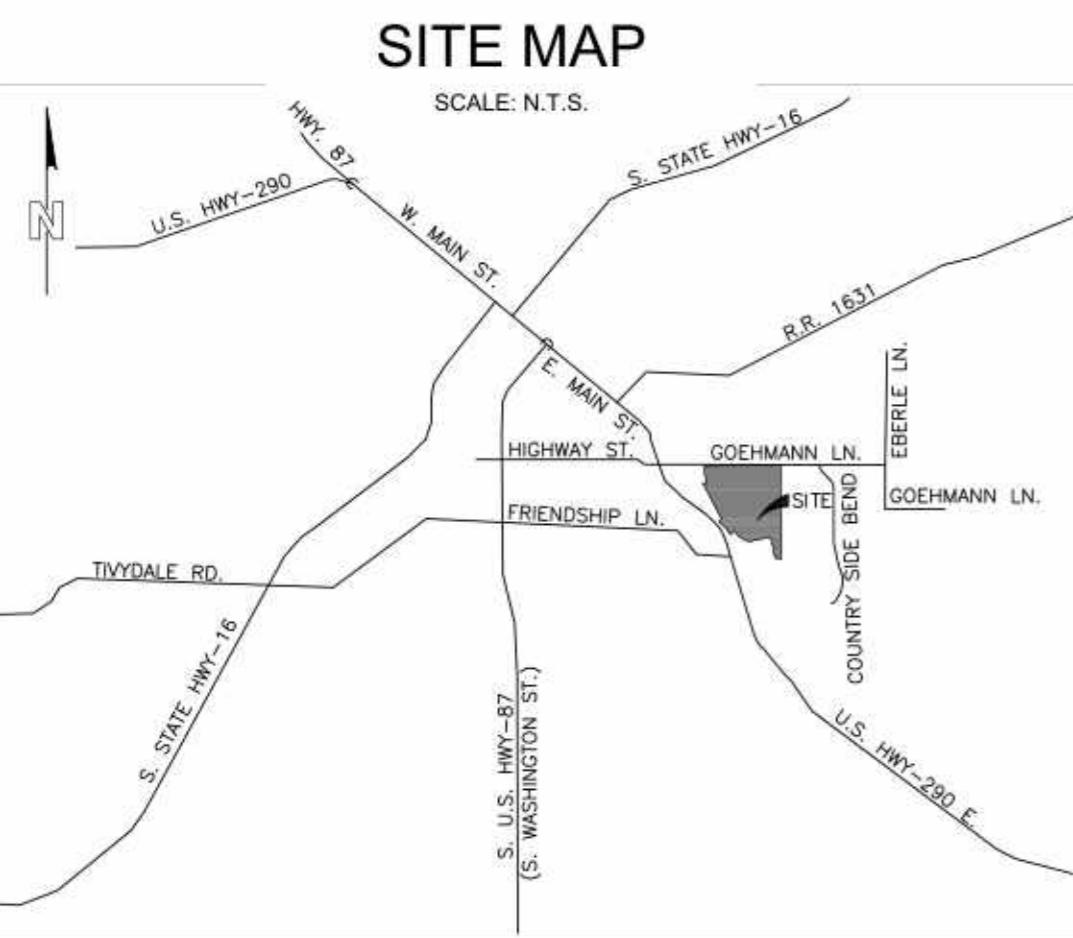 SITE MAP
SCALE: N.T.S.
HWY. 87
S. STATE HWY-16
U.S. HWY-290
N
W. MAIN ST.
R.R. 1631
E. MAIN ST.
EBERLE LN.
HIGHWAY ST.
GOEHMANN LN.
SITE
GOEHMANN LN.
FRIENDSHIP LN.
COUNTRY SIDE BEND
TIVYDALE RD.
S. STATE HWY-16
S. U.S. HWY-87
(S. WASHINGTON ST.)
U.S. HWY-290 E.